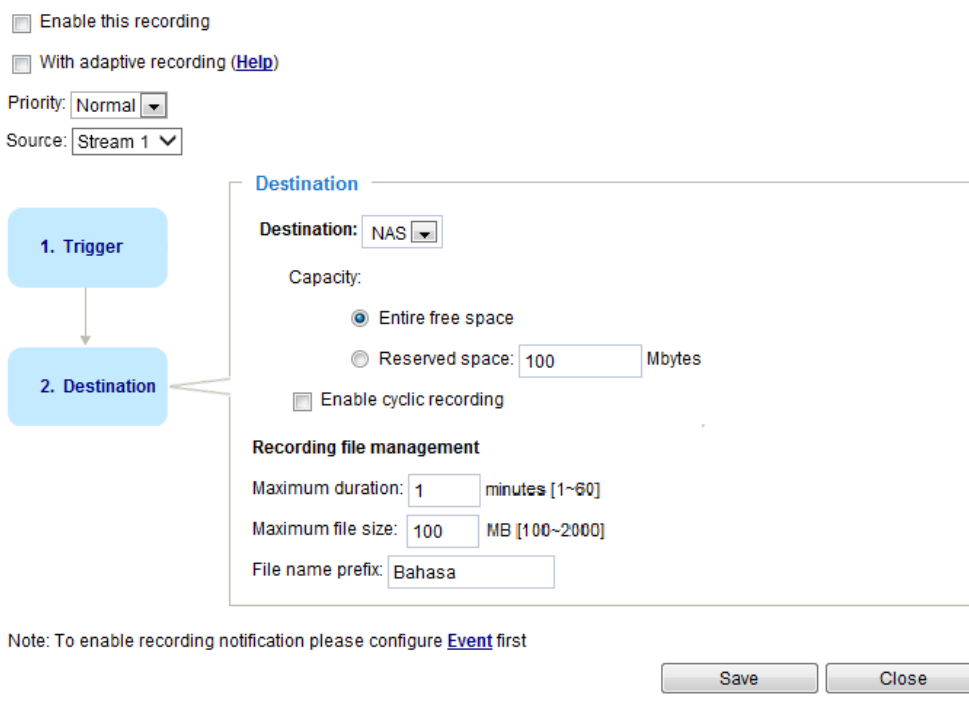 Enable this recording
With adaptive recording (Help)
Priority: Normal
Source: Stream 1
Destination
1. Trigger
2. Destination
Destination: NAS
Capacity:
Entire free space
Reserved space: 100 Mbytes
Enable cyclic recording
Recording file management
Maximum duration: 1 minutes [1~60]
Maximum file size: 100 MB [100~2000]
File name prefix: Bahasa
Note: To enable recording notification please configure Event first
Save Close